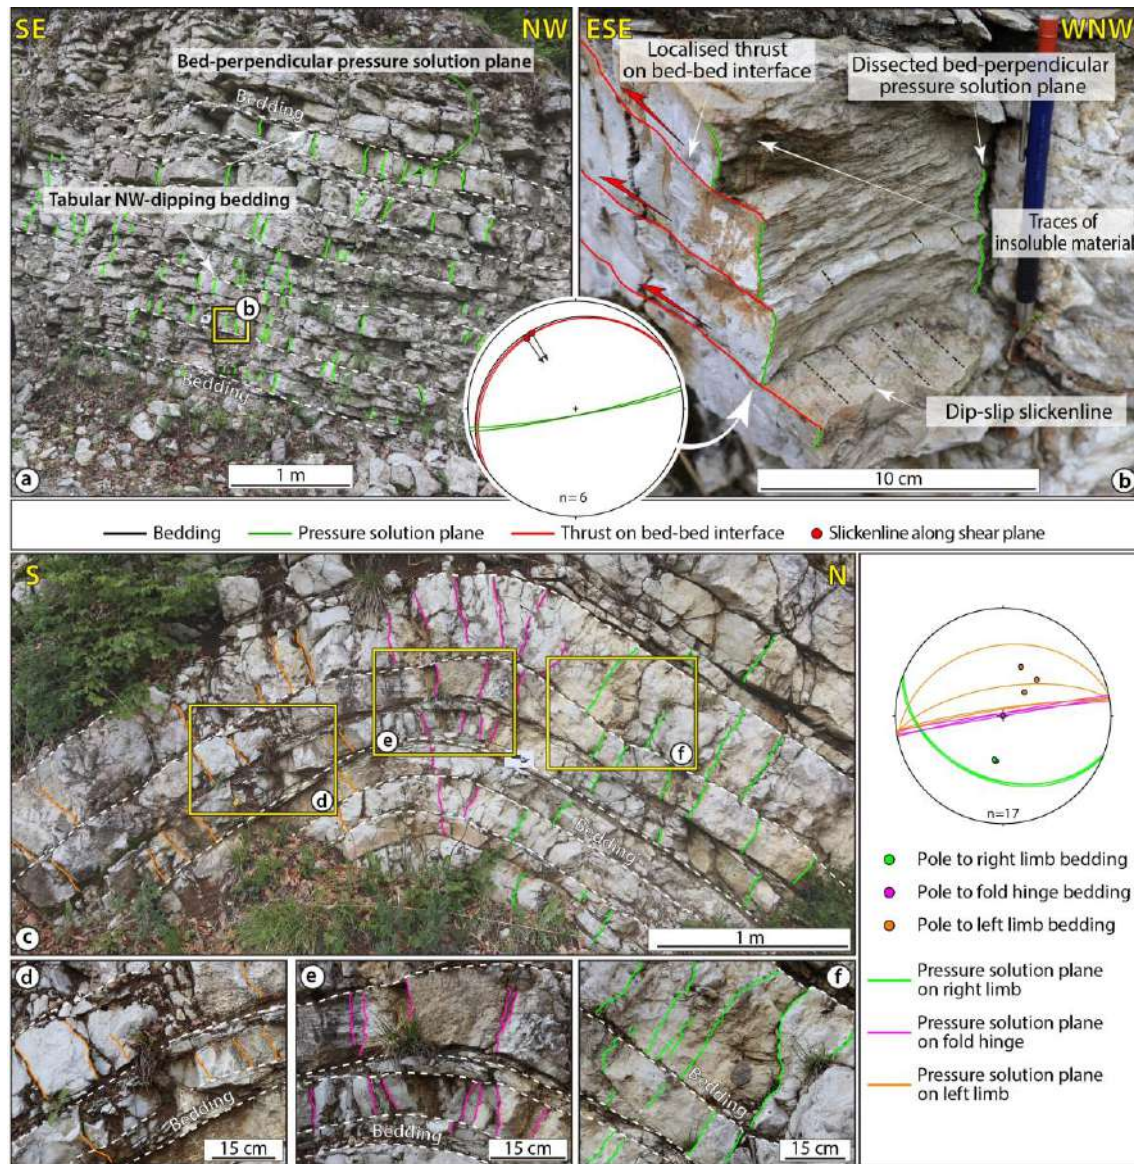 SE
NW
Bed-perpendicular pressure solution plane
Bedding
Tabular NW-dipping bedding
b
Bedding
1 m
a
ESE
WNW
Localised thrust
on bed-bed interface
Dissected bed-perpendicular
pressure solution plane
Traces of
insoluble material
Dip-slip slickenline
10 cm
b
n=6
Bedding
Pressure solution plane
Thrust on bed-bed interface
Slickenline along shear plane
S
N
e
f
d
Bedding
c
1 m
n=17
Pole to right limb bedding
Pole to fold hinge bedding
Pole to left limb bedding
Pressure solution plane
on right limb
Pressure solution plane
on fold hinge
Pressure solution plane
on left limb
d
Bedding
15 cm
e
Bedding
15 cm
f
Bedding
15 cm